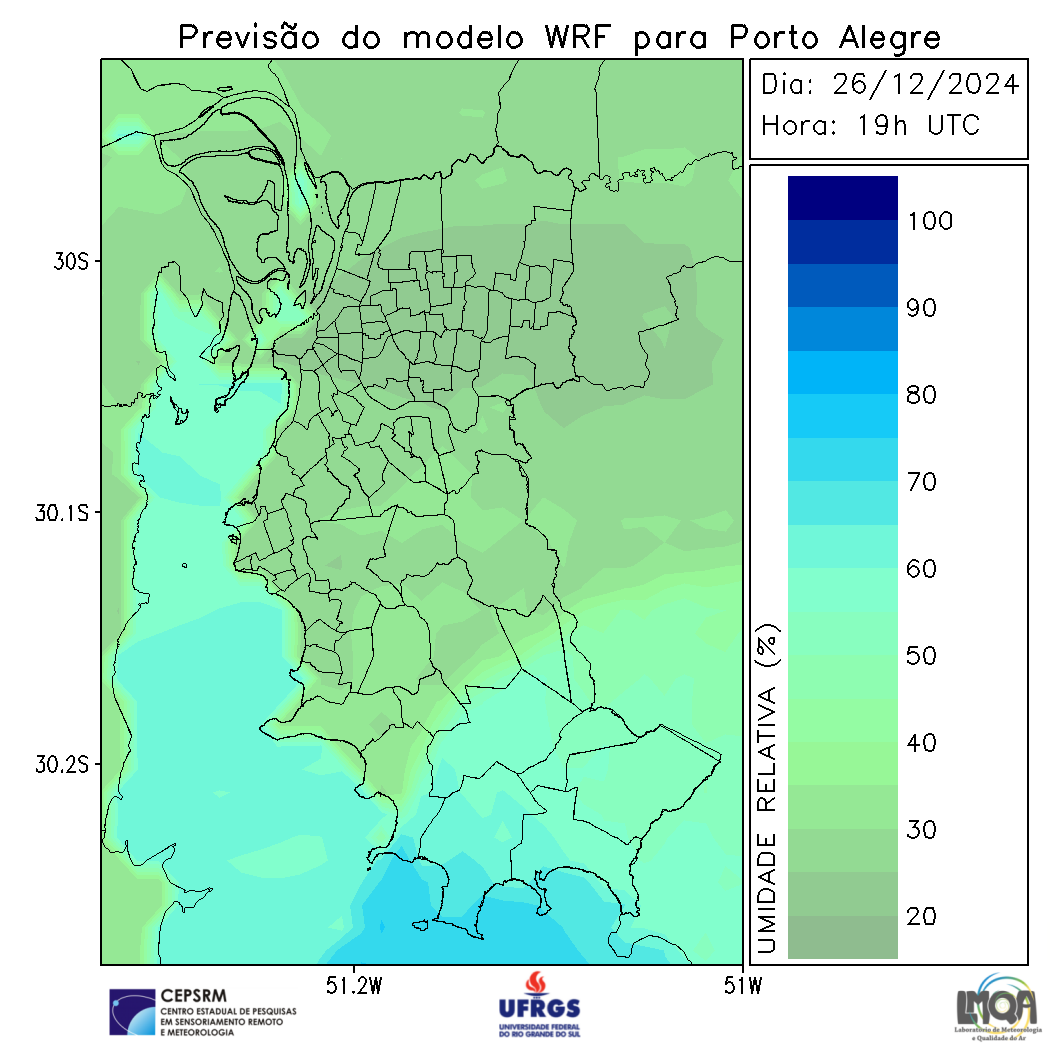 Previsão do modelo WRF para Porto Alegre
Dia: 26/12/2024
Hora: 19h UTC
30S
30.1S
30.2S
51.2W
51W
100
90
80
70
60
50
40
30
20
UMIDADE RELATIVA (%)
CEPSRM
CENTRO ESTADUAL DE PESQUISAS
EM SENSORIAMENTO REMOTO
E METEOROLOGIA
UFRGS
UNIVERSIDADE FEDERAL
DO RIO GRANDE DO SUL
LMQA
Laboratório de Meteorologia
e Qualidade do Ar